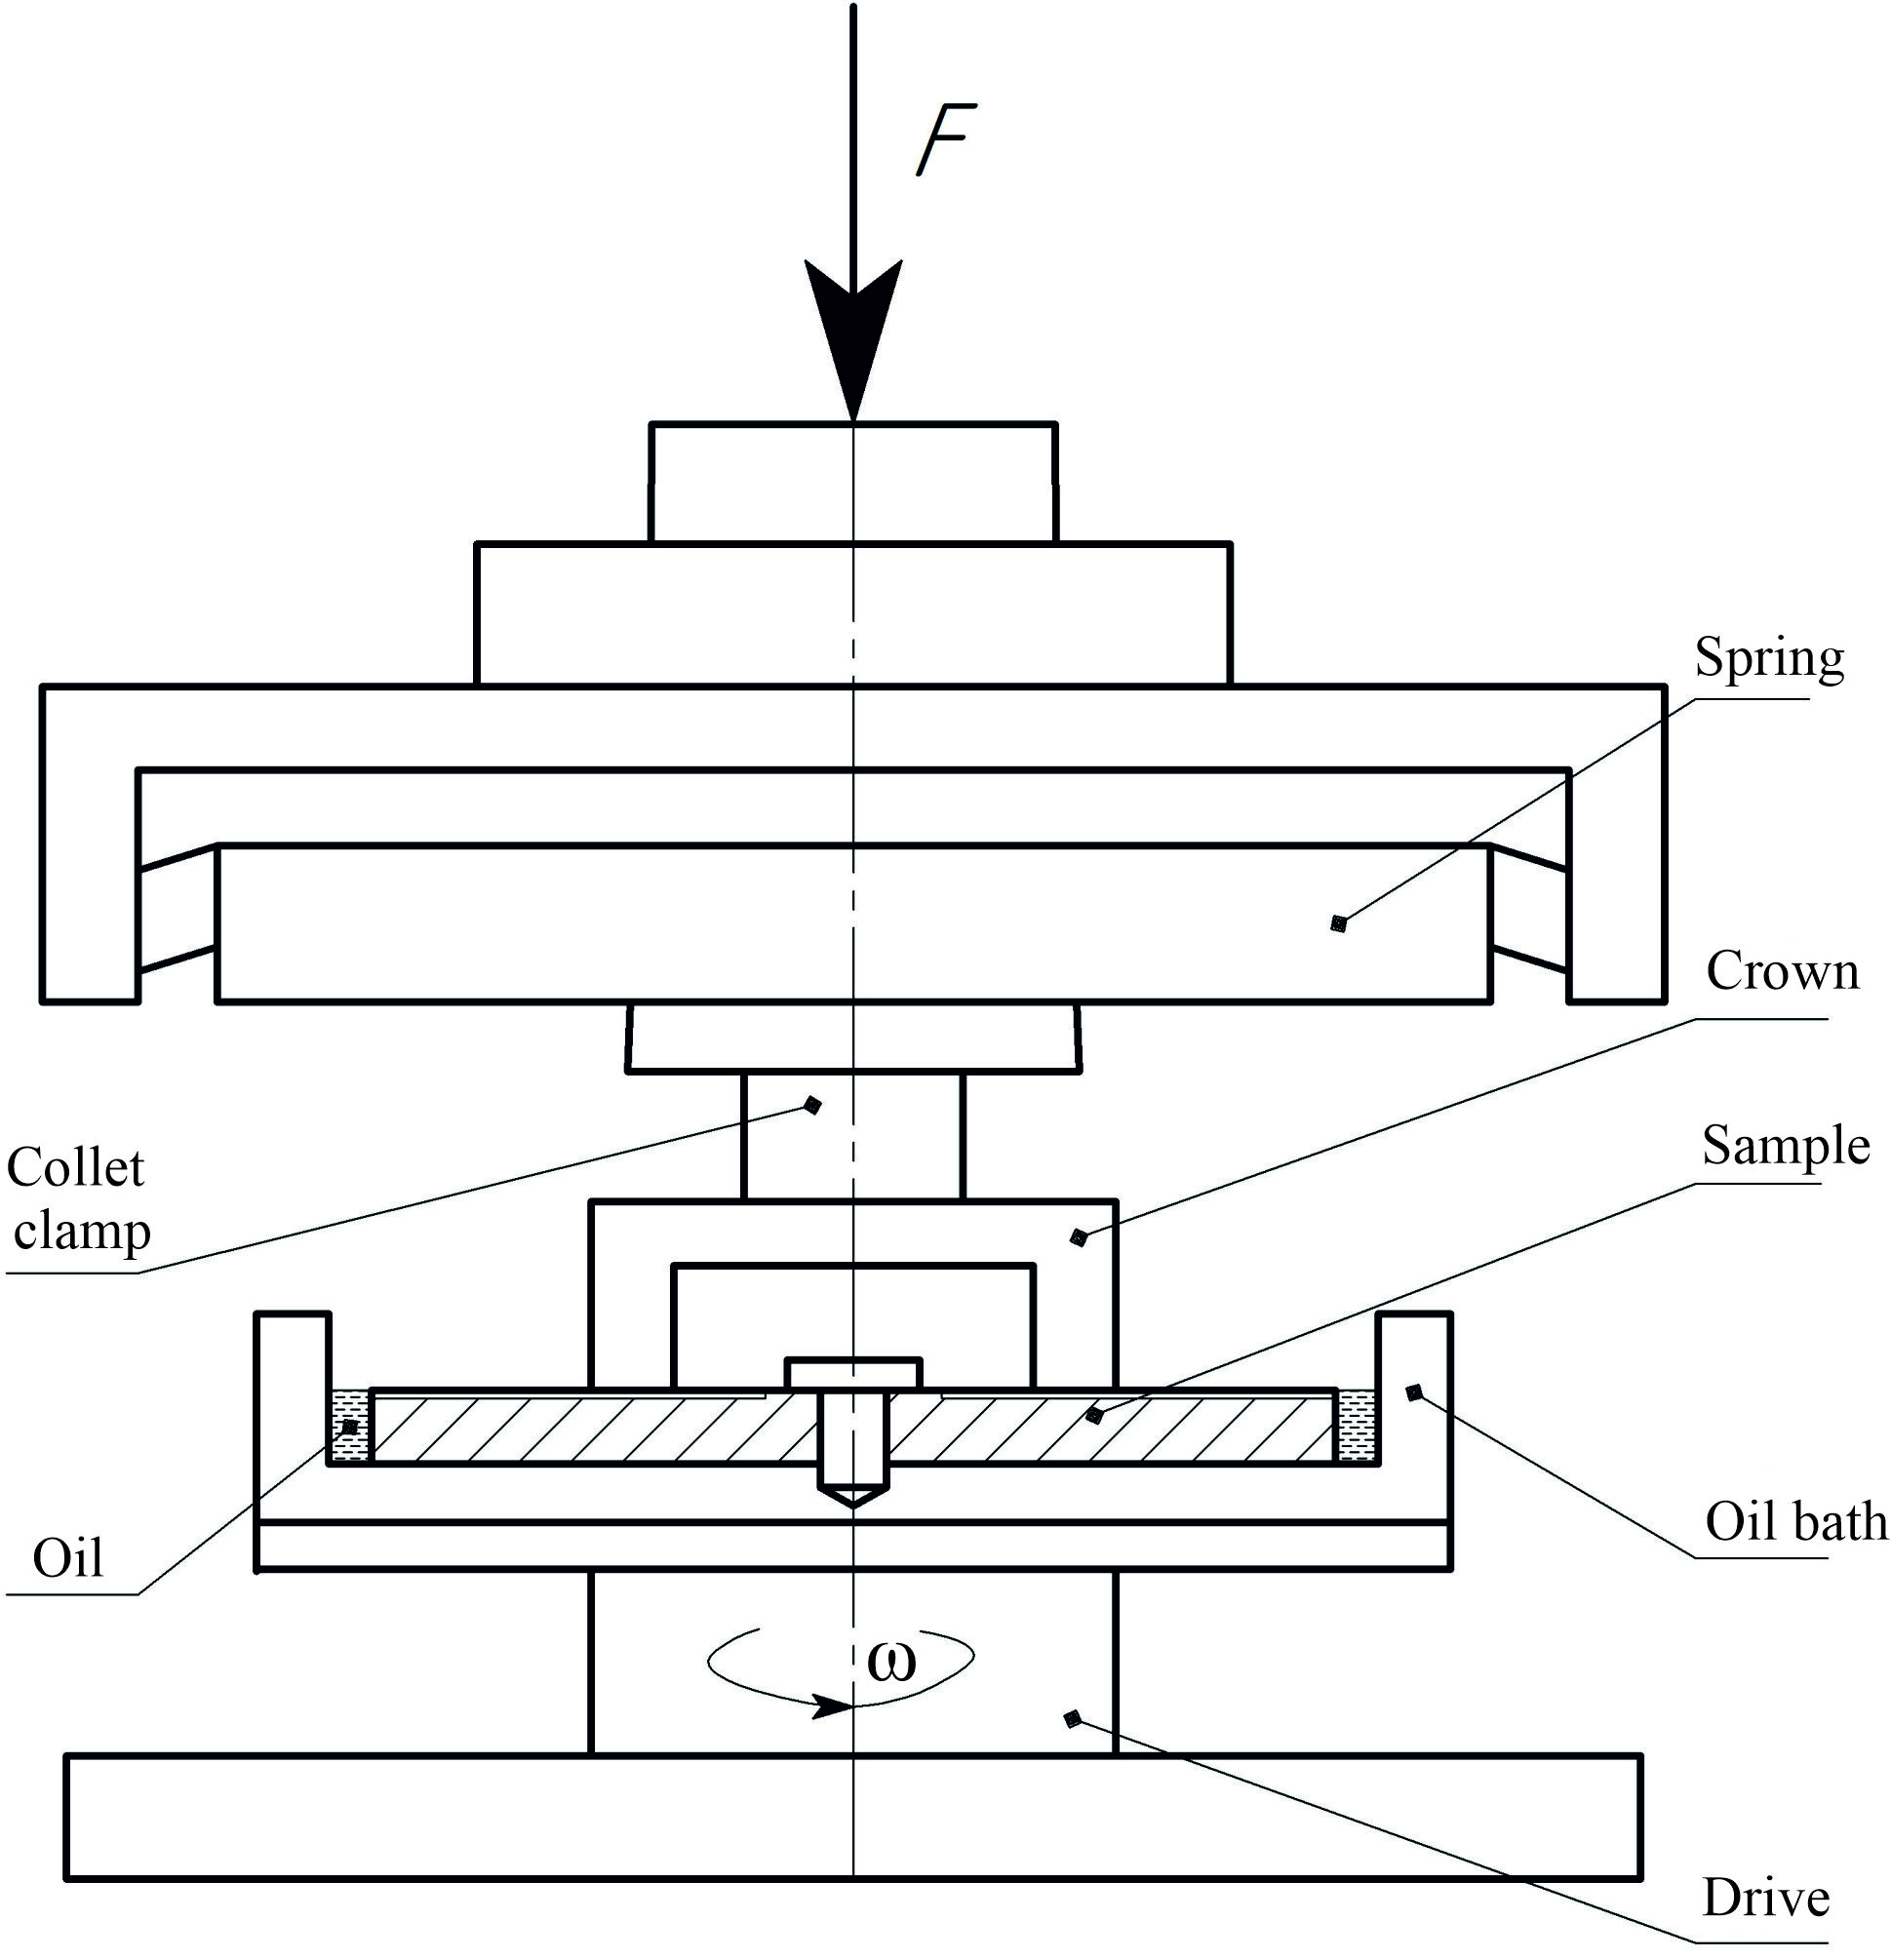 F
Spring
Crown
Sample
Collet
clamp
Oil bath
Oil
ω
Drive